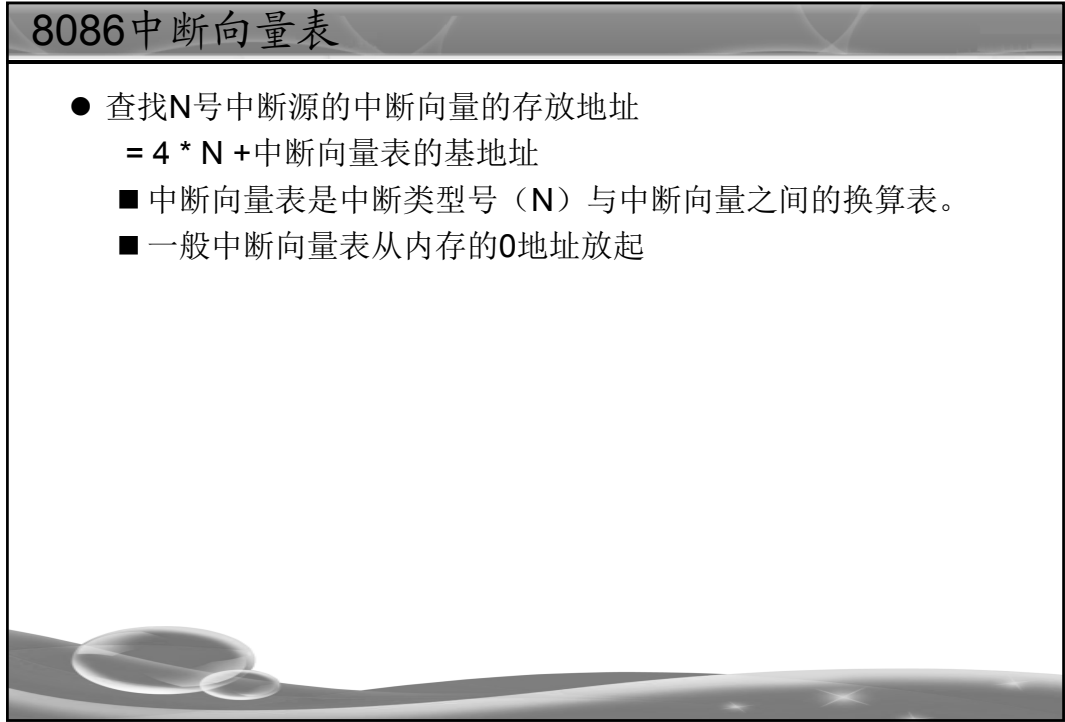 8086中断向量表
● 查找N号中断源的中断向量的存放地址
= 4 * N +中断向量表的基地址
■ 中断向量表是中断类型号（N）与中断向量之间的换算表。
■ 一般中断向量表从内存的0地址放起